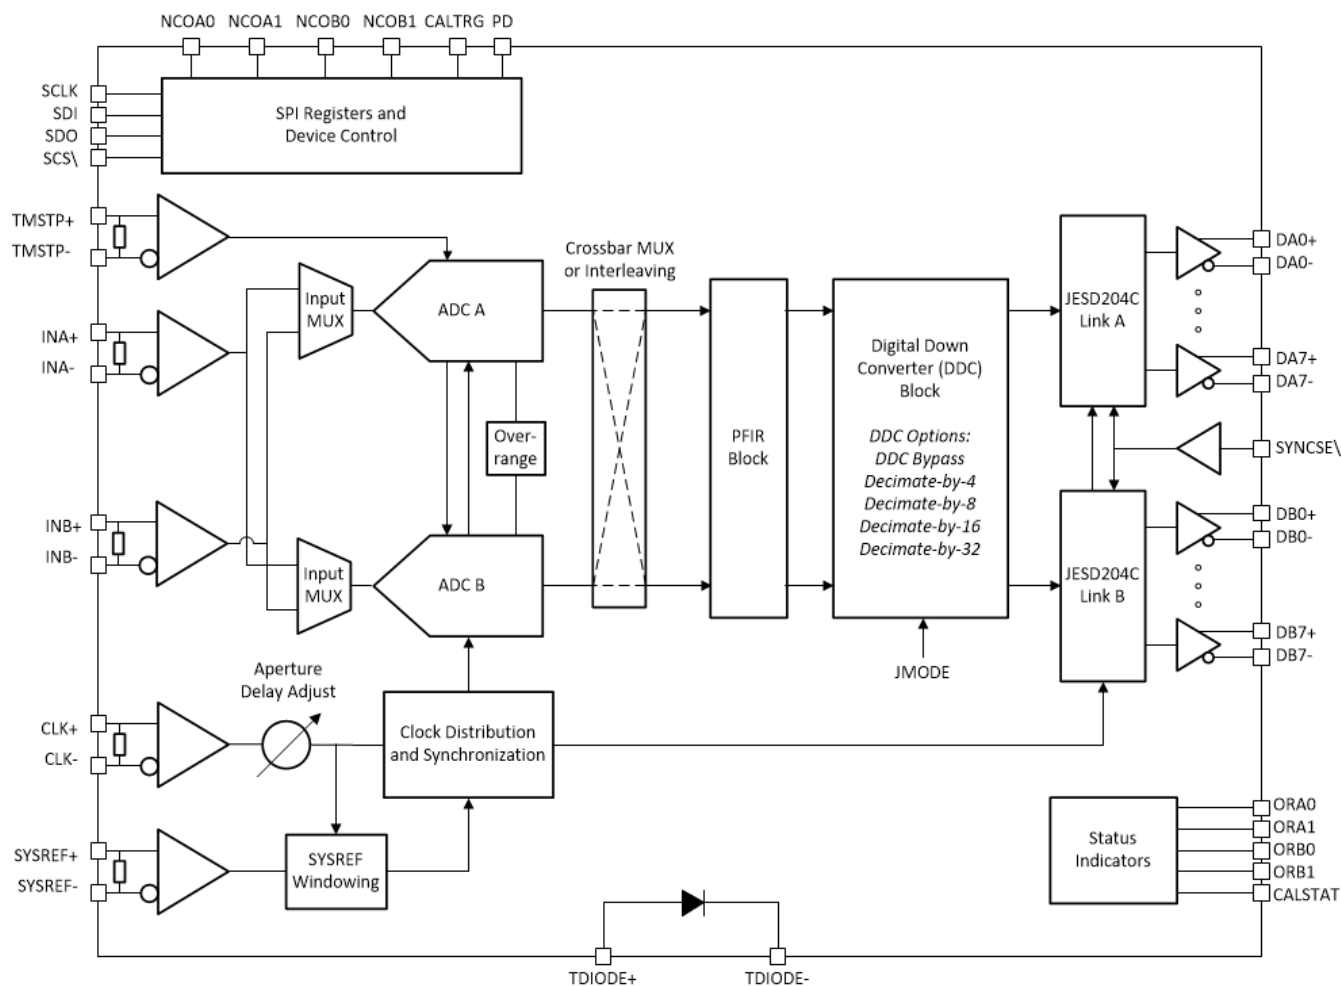 NCOA0 NCOA1 NCOB0 NCOB1 CALTRG PD
SCLK
SDI
SDO
SCS\
SPI Registers and
Device Control
TMSTP+
TMSTP-
INA+
INA-
Input
MUX
ADC A
Crossbar MUX
or Interleaving
Over-
range
PFIR
Block
Digital Down
Converter (DDC)
Block
DDC Options:
DDC Bypass
Decimate-by-4
Decimate-by-8
Decimate-by-16
Decimate-by-32
JMODE
JESD204C
Link A
DA0+
DA0-
DA7+
DA7-
SYNCSE\
INB+
INB-
Input
MUX
ADC B
JESD204C
Link B
DB0+
DB0-
DB7+
DB7-
Aperture
Delay Adjust
CLK+
CLK-
Clock Distribution
and Synchronization
SYSREF+
SYSREF-
SYSREF
Windowing
Status
Indicators
ORA0
ORA1
ORB0
ORB1
CALSTAT
TDIODE+
TDIODE-